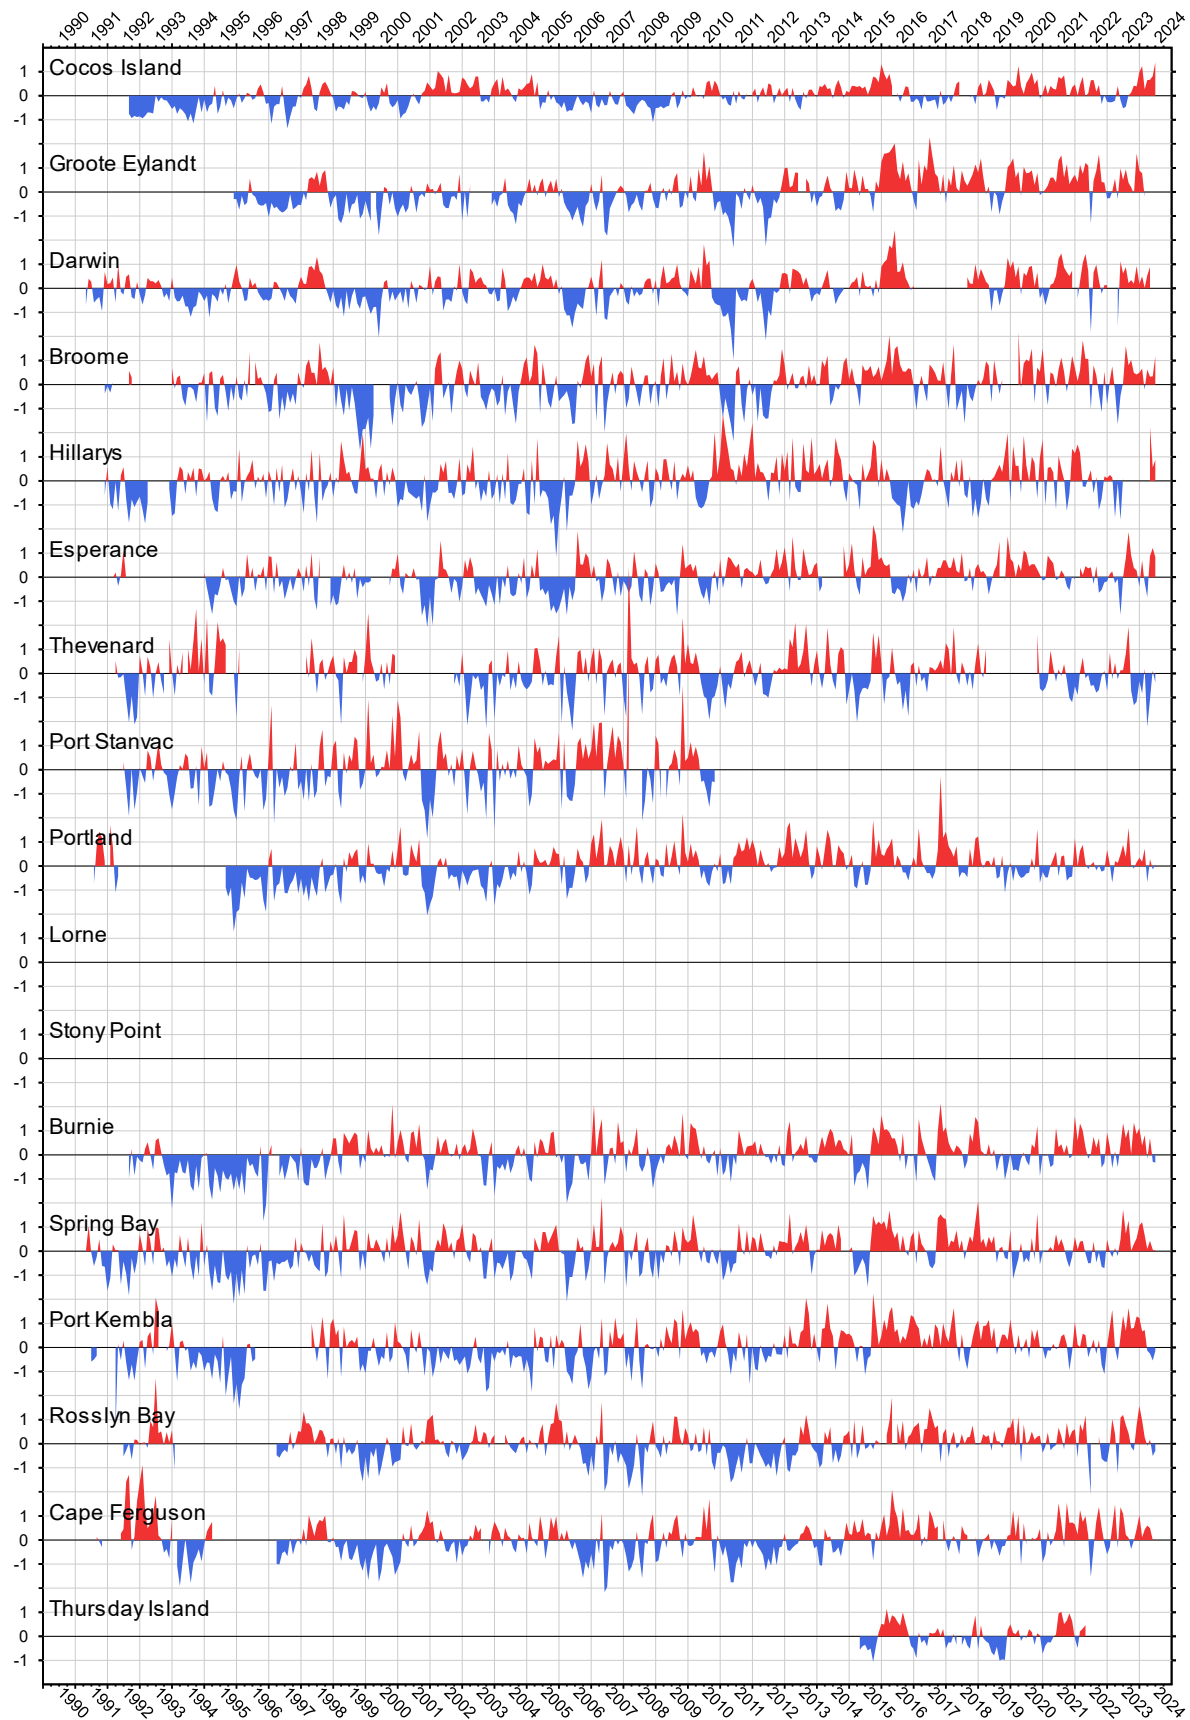 1990 1991 1992 1993 1994 1995 1996 1997 1998 1999 2000 2001 2002 2003 2004 2005 2006 2007 2008 2009 2010 2011 2012 2013 2014 2015 2016 2017 2018 2019 2020 2021 2022 2023 2024
1 Cocos Island
0
-1
1 Groote Eylandt
0
-1
1 Darwin
0
-1
1 Broome
0
-1
1 Hillarys
0
-1
1 Esperance
0
-1
1 Thevenard
0
-1
1 Port Stanvac
0
-1
1 Portland
0
-1
1 Lorne
0
-1
1 Stony Point
0
-1
1 Burnie
0
-1
1 Spring Bay
0
-1
1 Port Kembla
0
-1
1 Rosslyn Bay
0
-1
1 Cape Ferguson
0
-1
1 Thursday Island
0
-1
1990 1991 1992 1993 1994 1995 1996 1997 1998 1999 2000 2001 2002 2003 2004 2005 2006 2007 2008 2009 2010 2011 2012 2013 2014 2015 2016 2017 2018 2019 2020 2021 2022 2023 2024